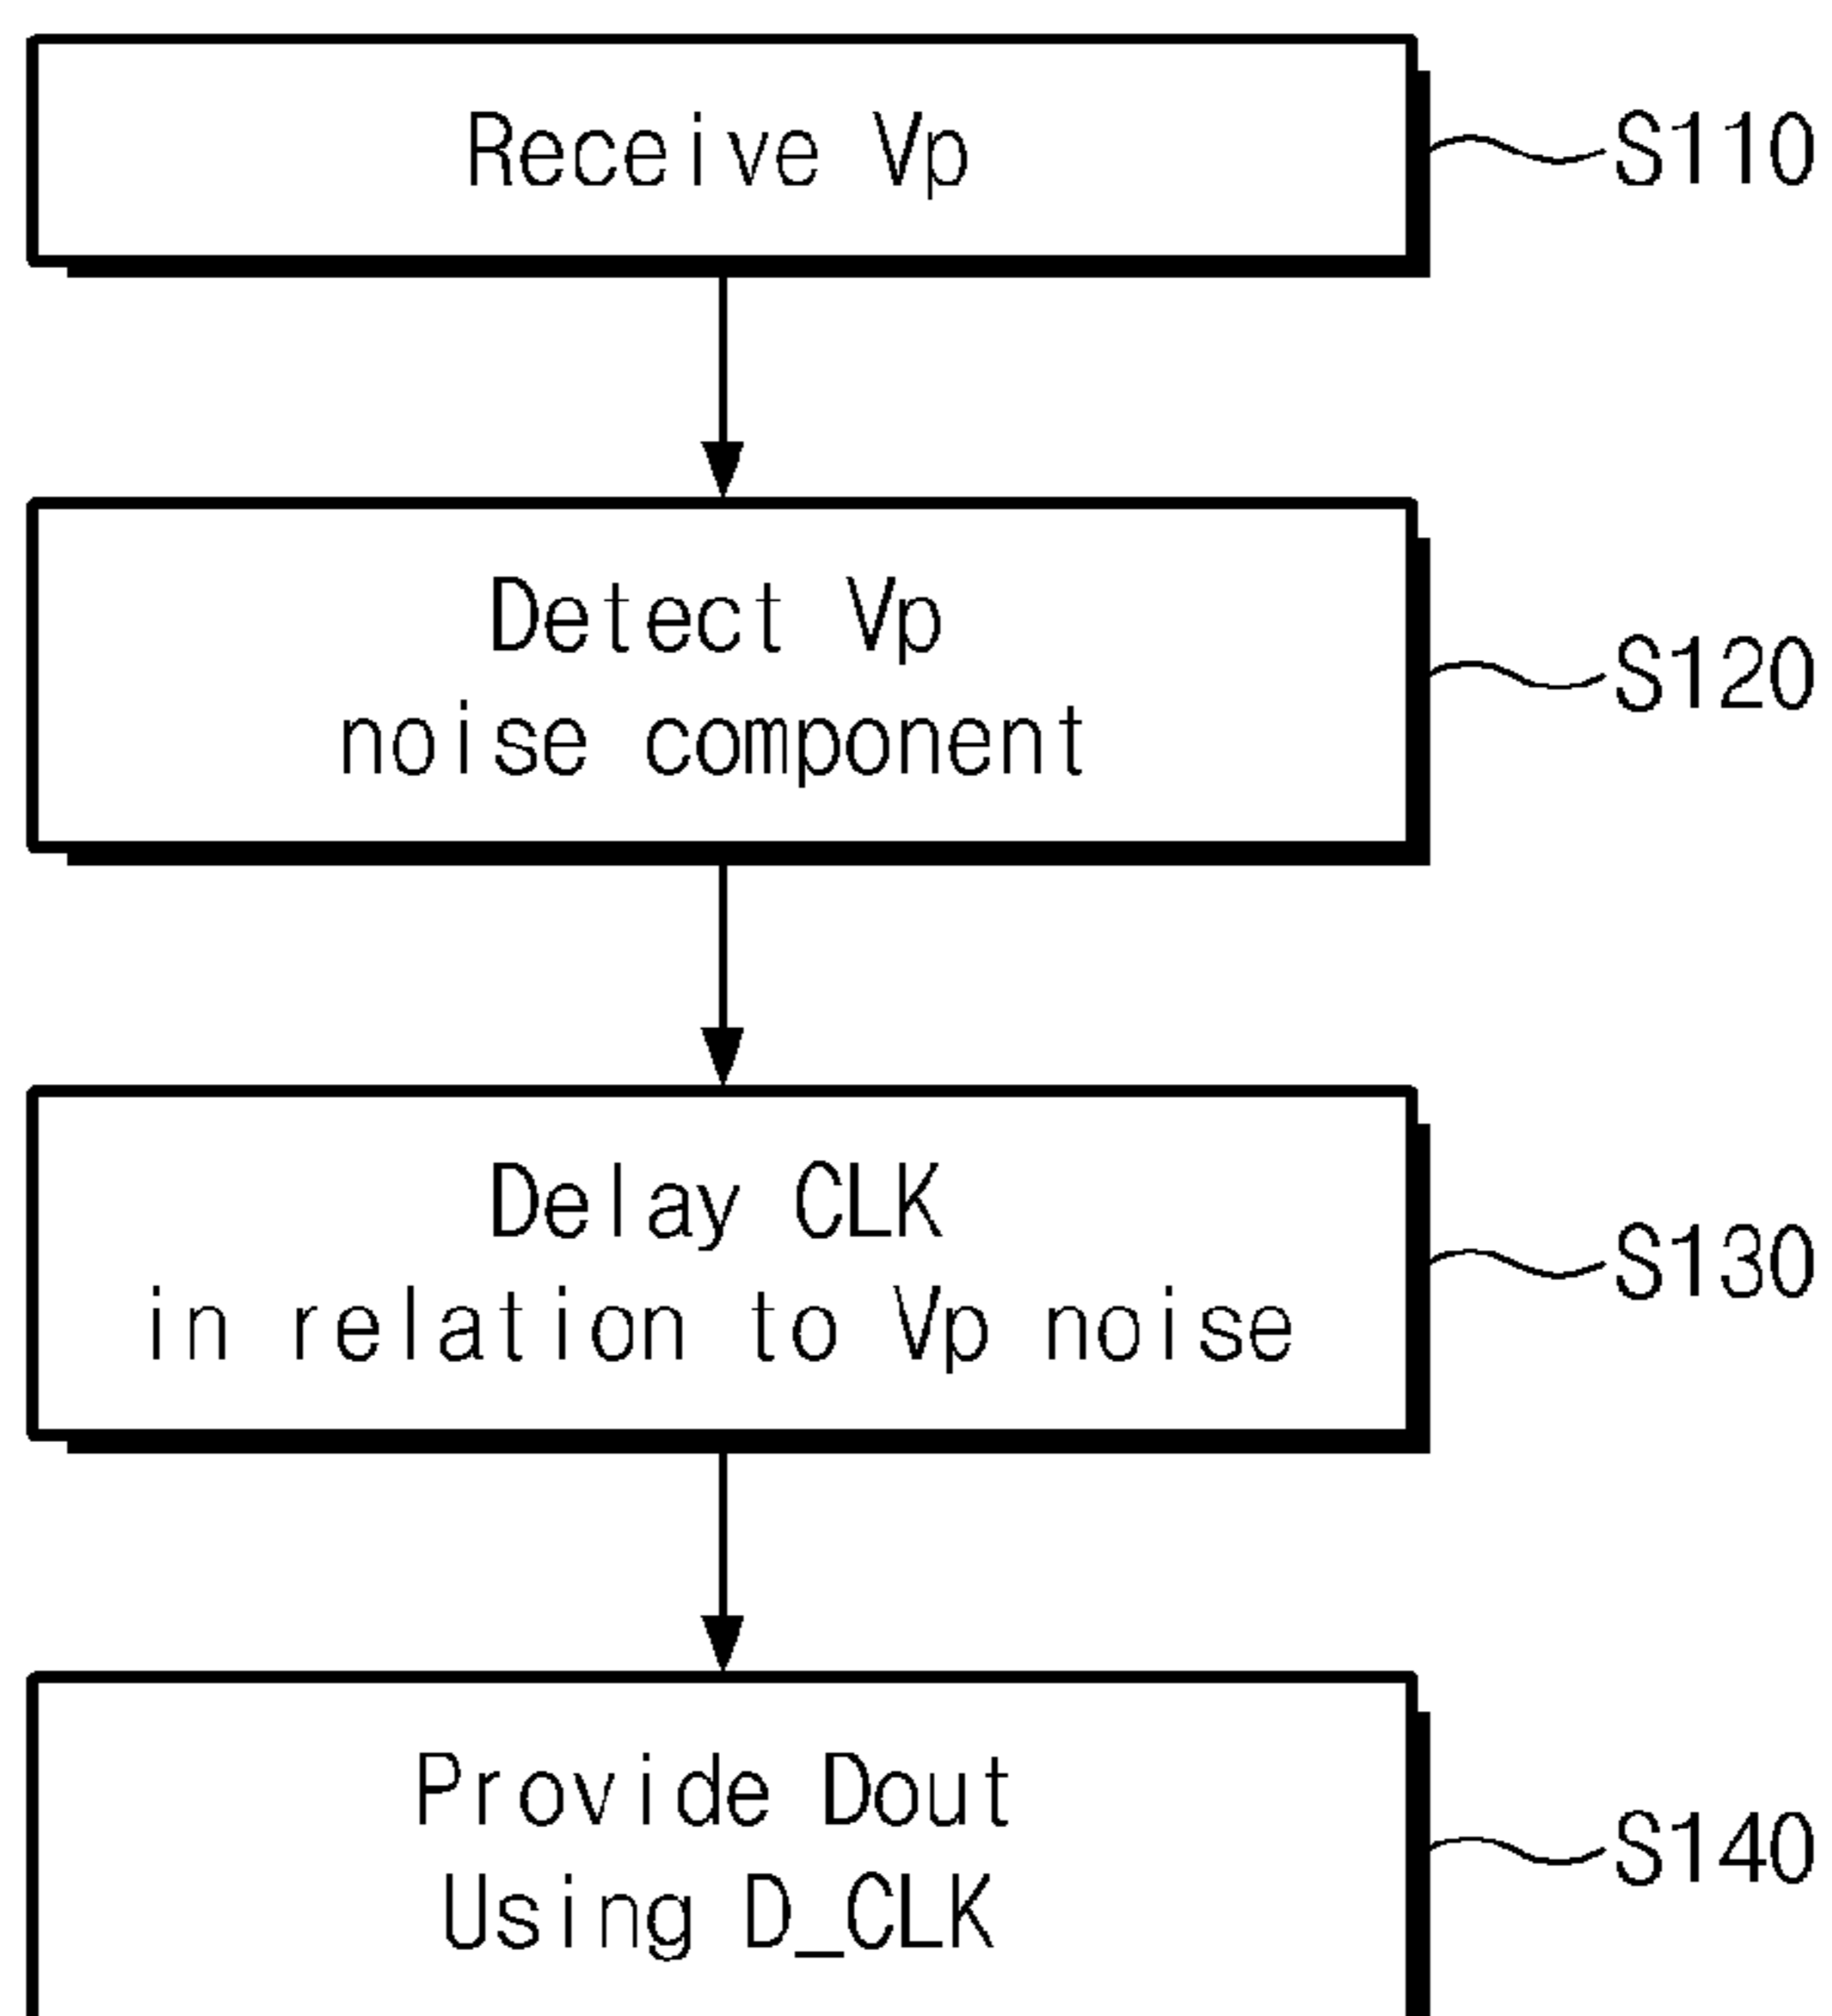 Receive Vp
S110
Detect Vp
noise component
S120
Delay CLK
in relation to Vp noise
S130
Provide Dout
Using D_CLK
S140